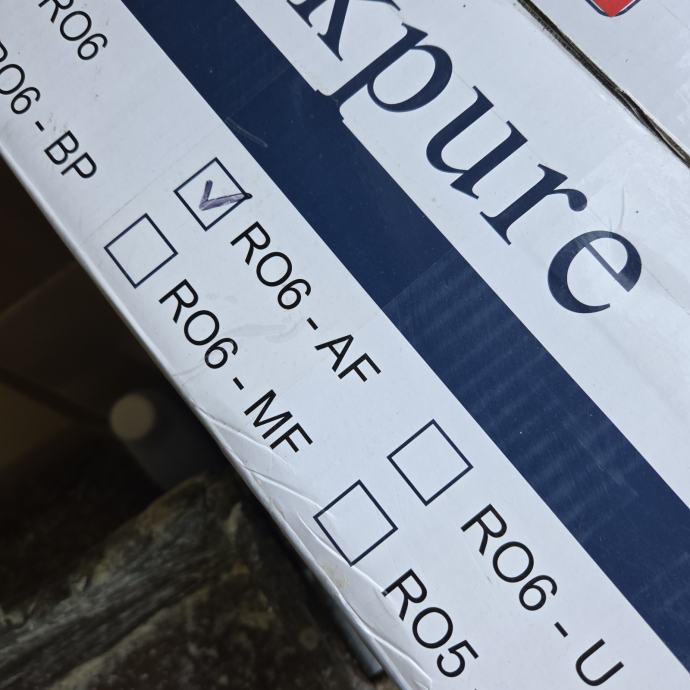 kpure
RO6
RO6 - AF
RO6 - U
RO6 - BP
RO6 - MF
RO5